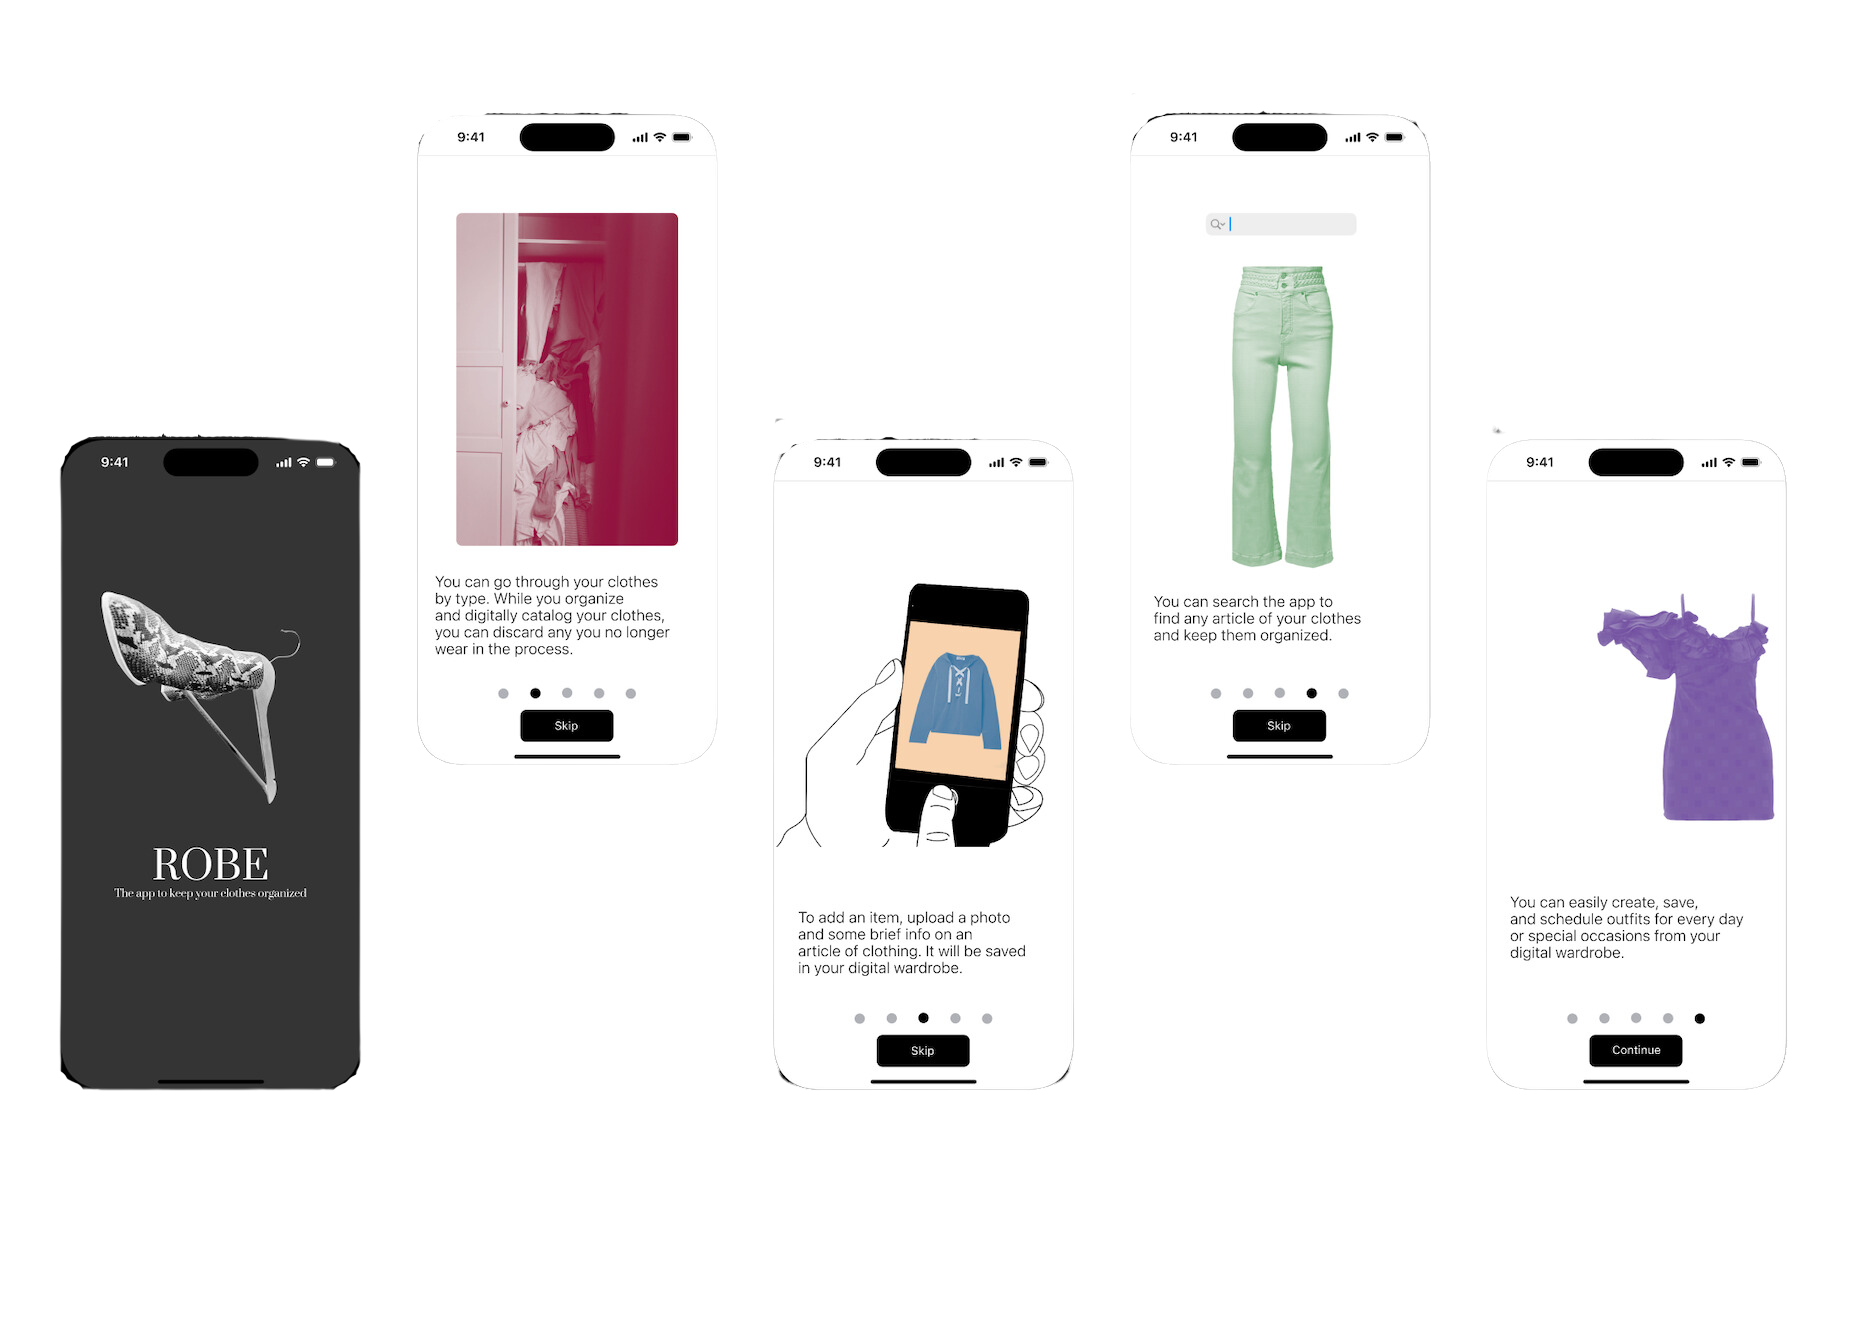 9:41
ROBE
The app to keep your clothes organized
9:41
You can go through your clothes
by type. While you organize
and digitally catalog your clothes,
you can discard any you no longer
wear in the process.
Skip
9:41
To add an item, upload a photo
and some brief info on an
article of clothing. It will be saved
in your digital wardrobe.
Skip
9:41
You can search the app to
find any article of your clothes
and keep them organized.
Skip
9:41
You can easily create, save,
and schedule outfits for every day
or special occasions from your
digital wardrobe.
Continue